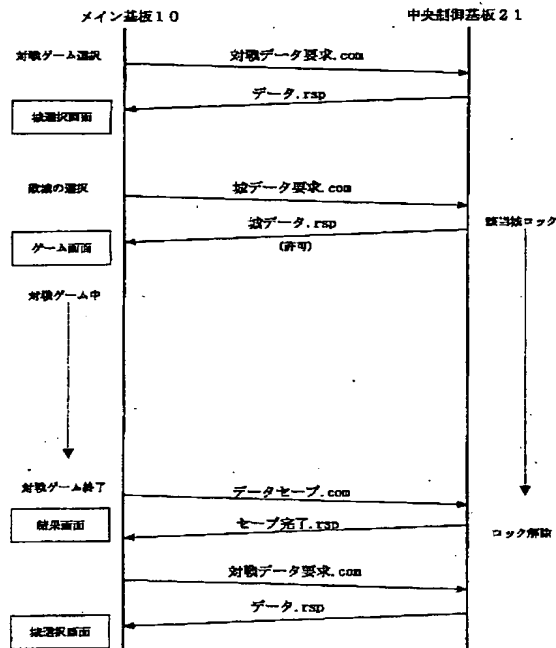 メイン基板10
中央制御基板21
対戦ゲーム選択
対戦データ要求.com
データ.rsp
城選択画面
敵城の選択
城データ要求.com
城データ.rsp
(許可)
該当城ロック
ゲーム画面
対戦ゲーム中
対戦ゲーム終了
データセーブ.com
結果画面
セーブ完了.rsp
ロック解除
対戦データ要求.com
データ.rsp
城選択画面